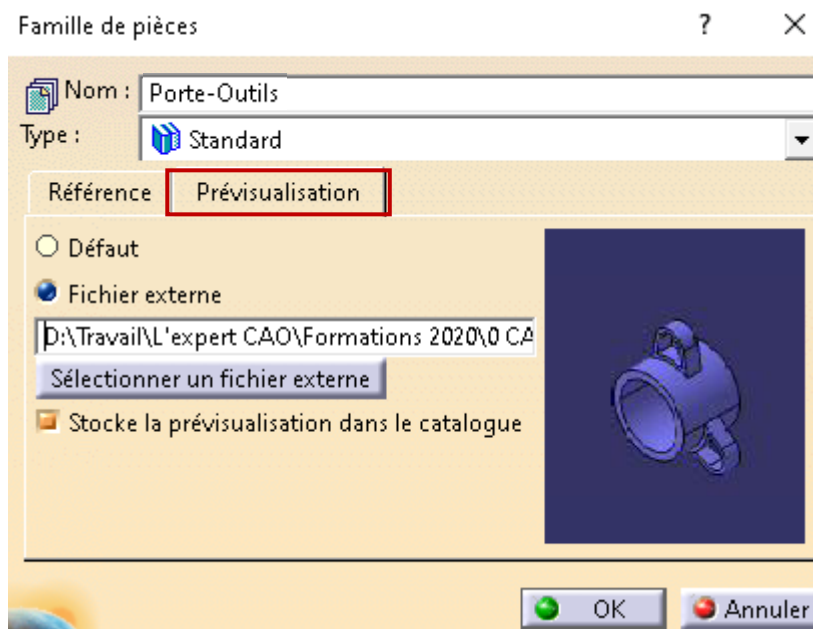 Famille de pièces ? ×
Nom : Porte-Outils
Type : Standard
Référence Prévisualisation
Défaut
Fichier externe
D:\Travail\L'expert CAO\Formations 2020\0 CA
Sélectionner un fichier externe
Stocke la prévisualisation dans le catalogue
OK Annuler